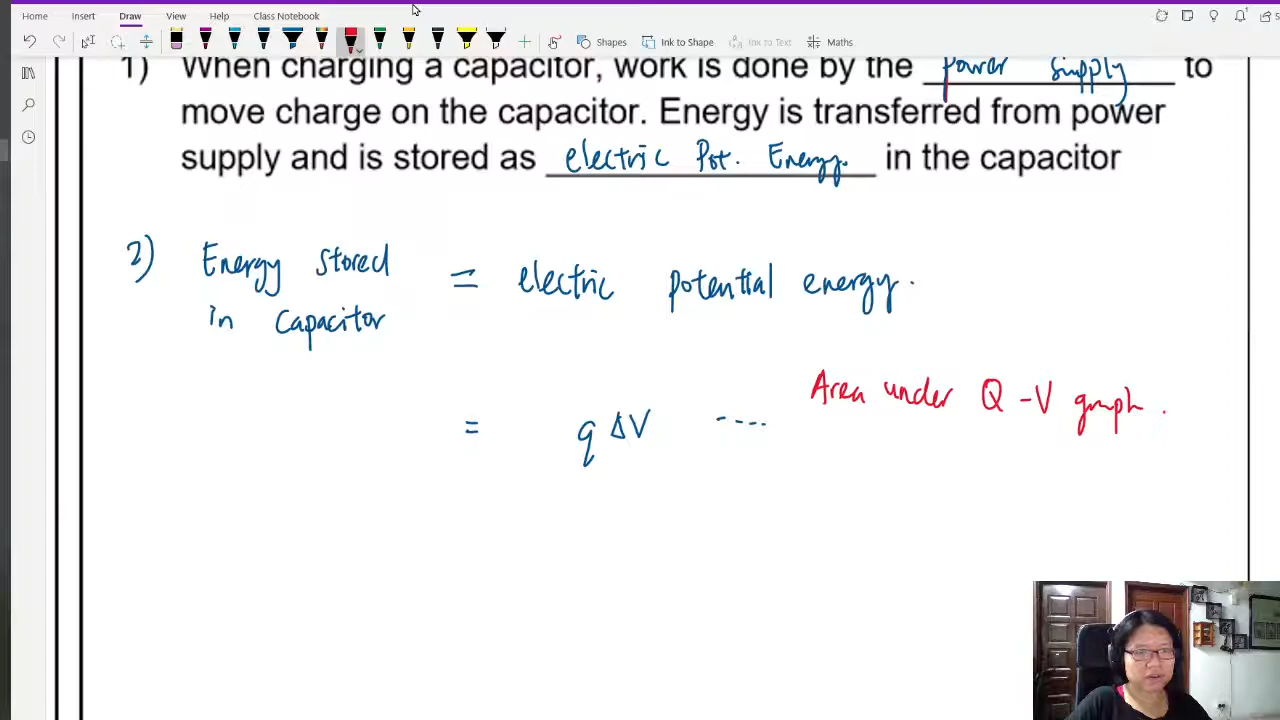 Home Insert Draw View Help Class Notebook
Shapes Ink to Shape Ink to Text Maths
1) When charging a capacitor, work is done by the power supply to
move charge on the capacitor. Energy is transferred from power
supply and is stored as electric Pot. Energy. in the capacitor
2) Energy stored = electric potential energy.
in capacitor
Area under Q-V graph.
= qΔV ----